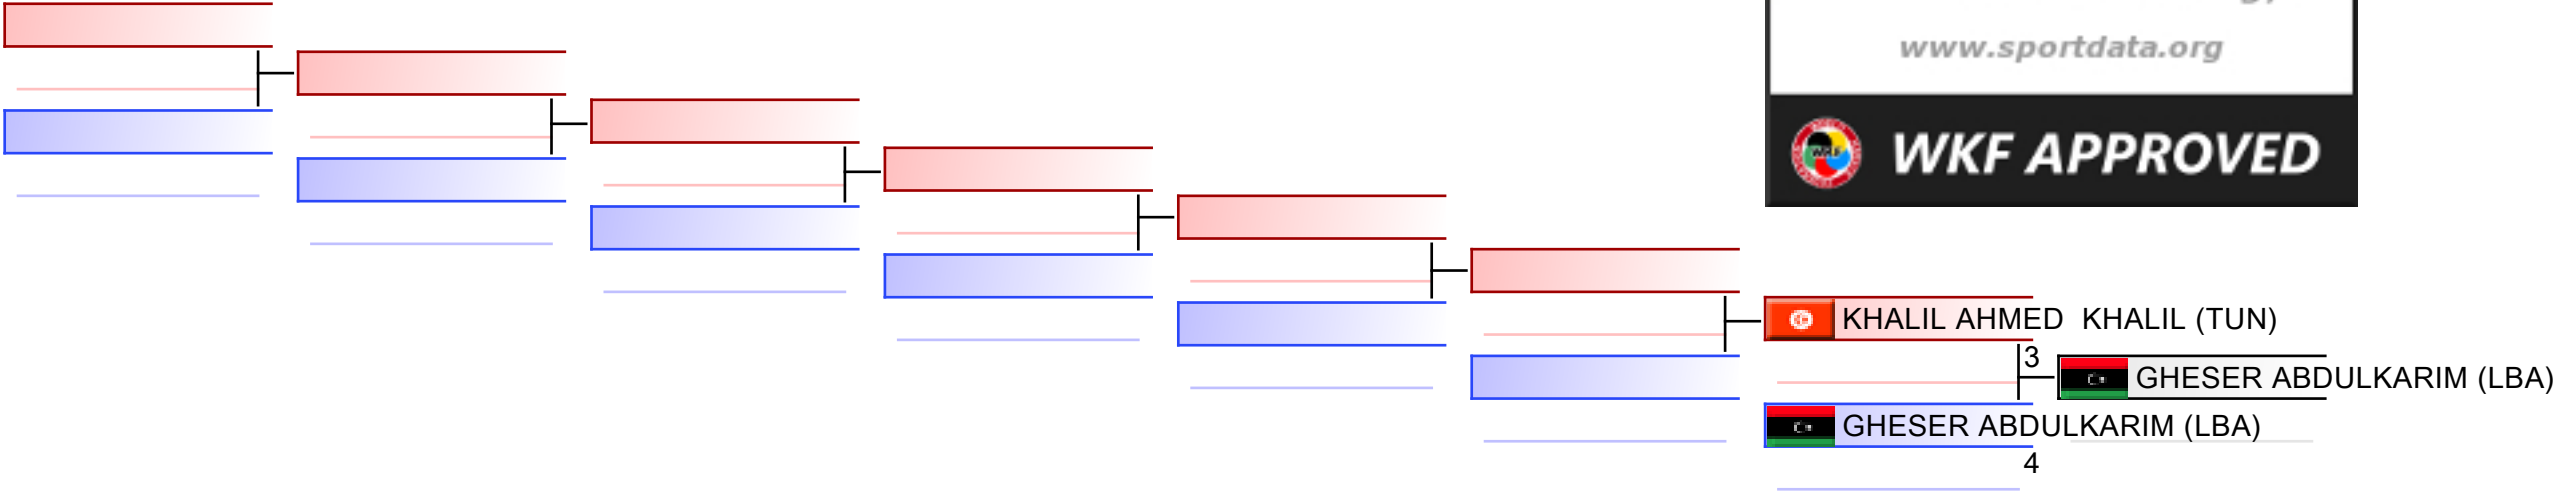 www.sportdata.org
WKF APPROVED
KHALIL AHMED  KHALIL (TUN)
3
GHESER ABDULKARIM (LBA)
GHESER ABDULKARIM (LBA)
4